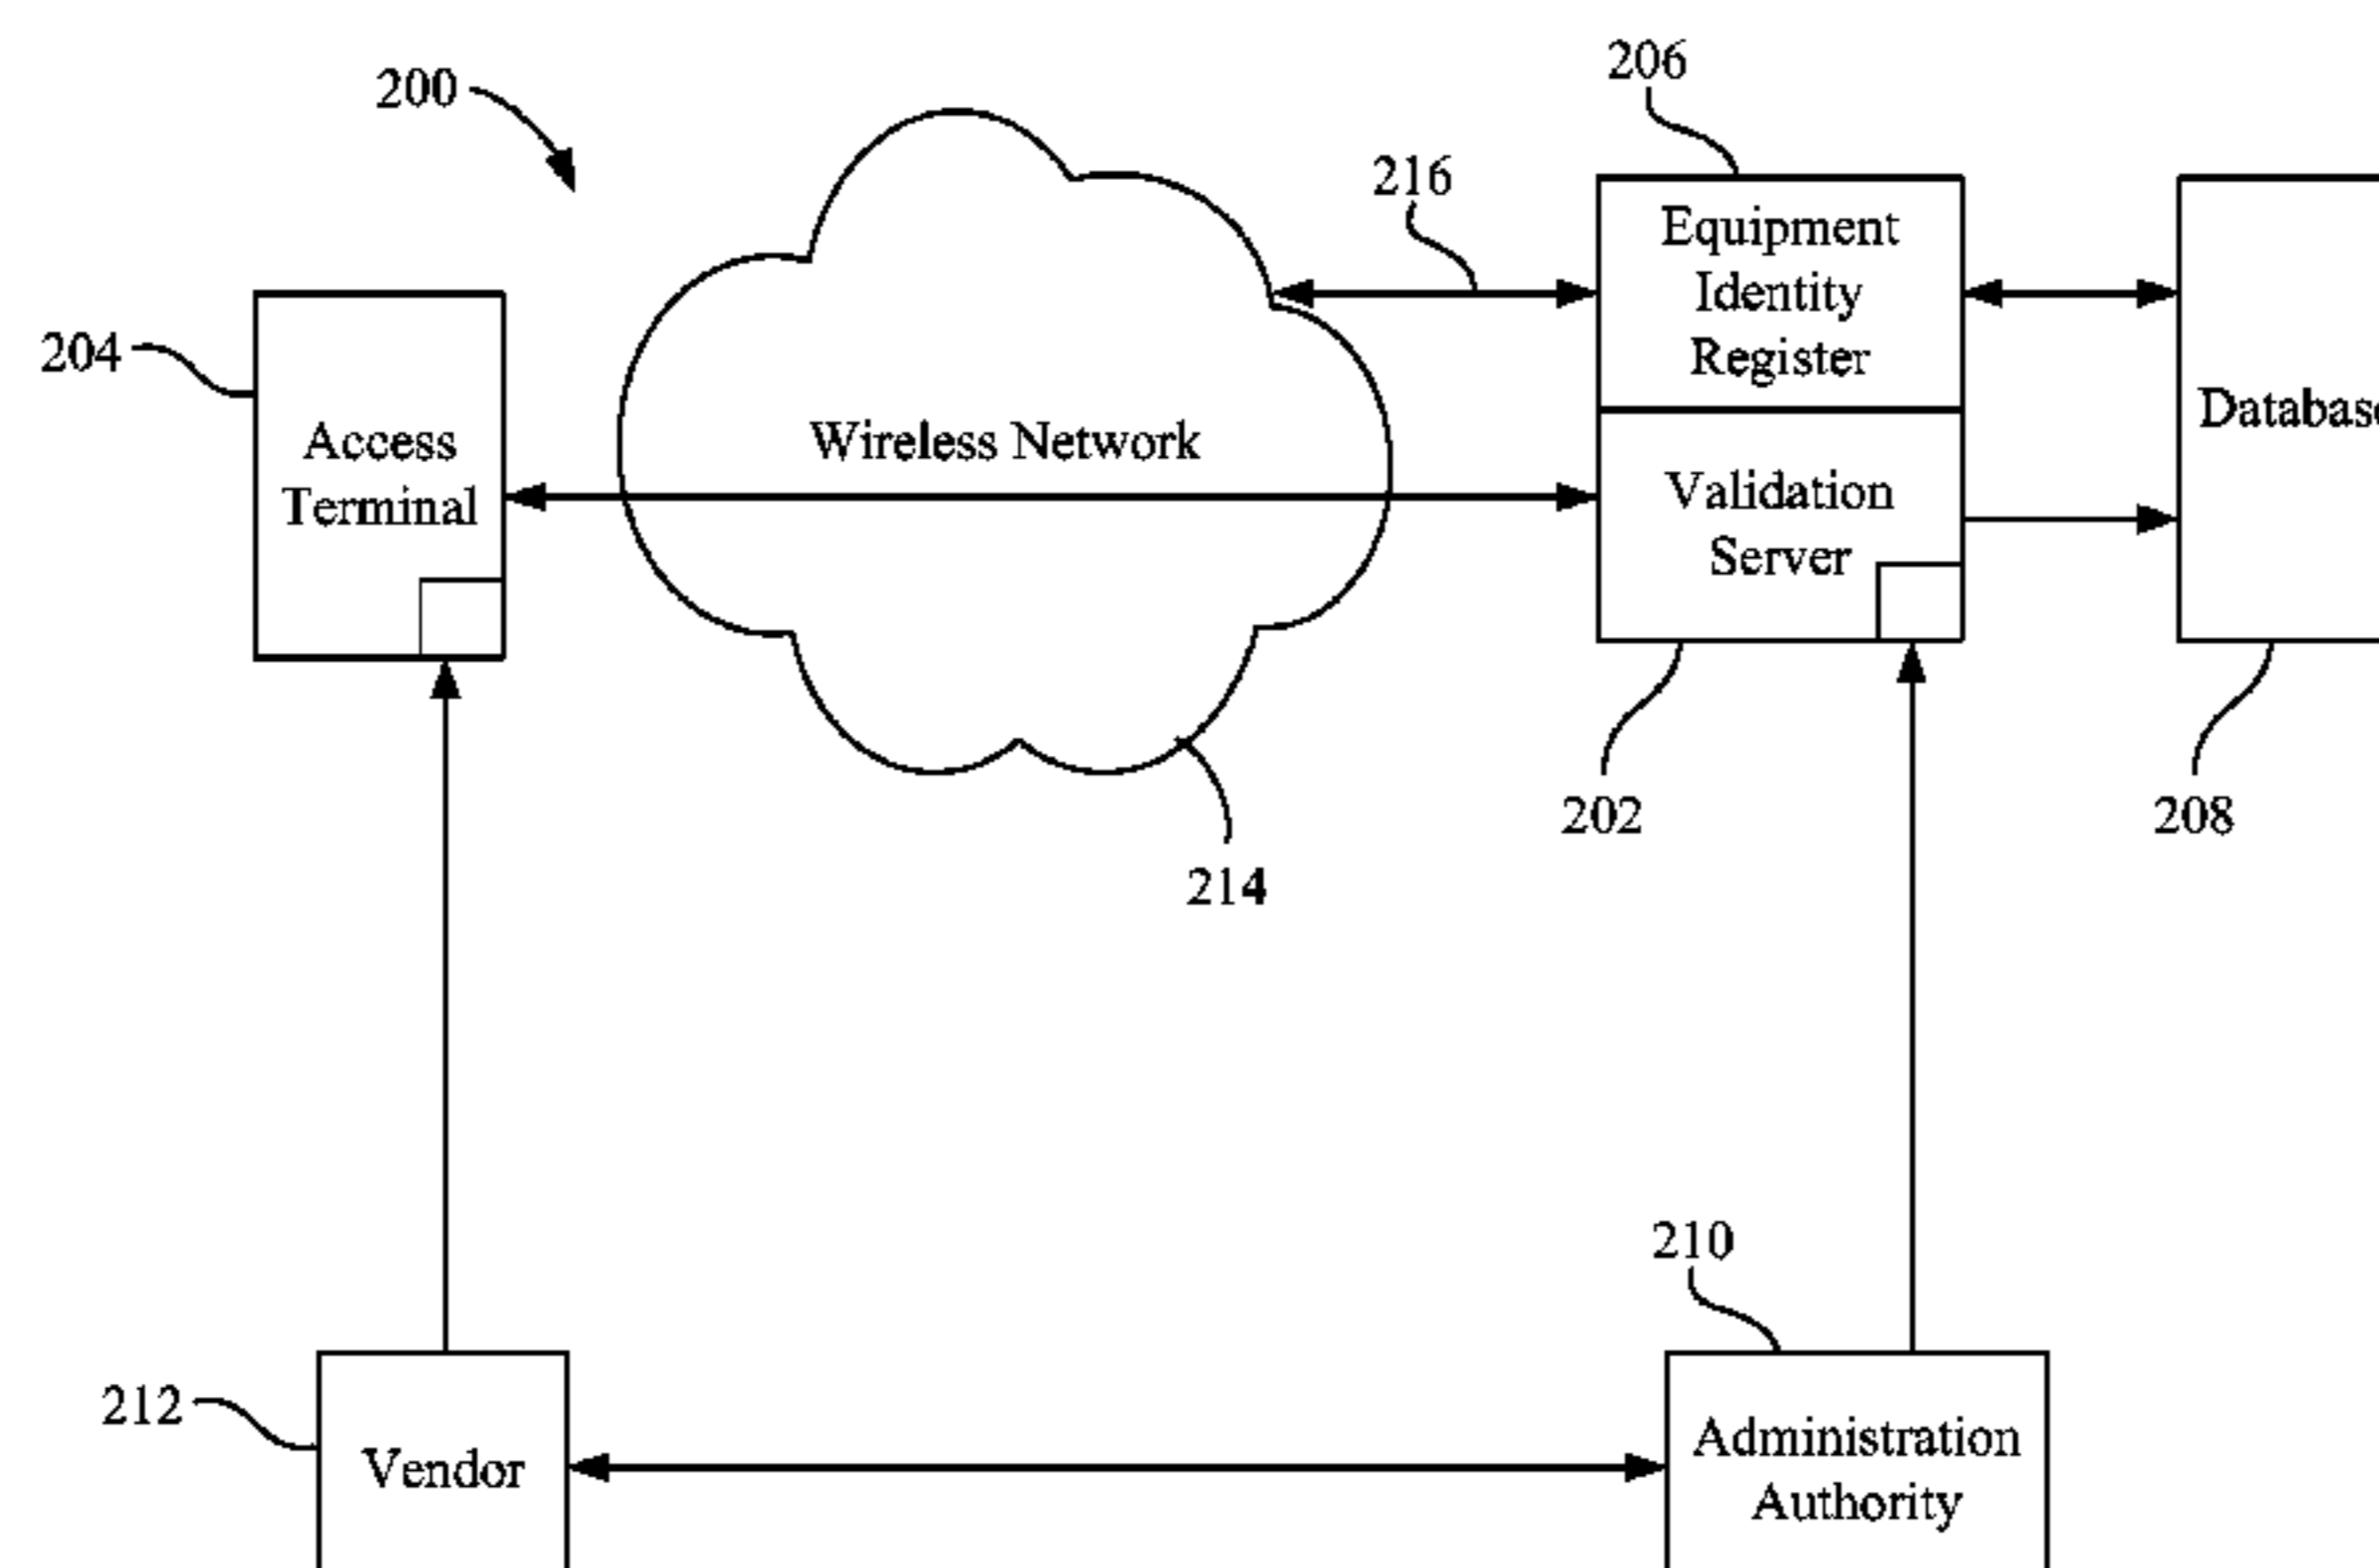 206
200
216
Equipment
Identity
Register
204
Access
Terminal
Wireless Network
Validation
Server
202
208
214
210
212
Vendor
Administration
Authority